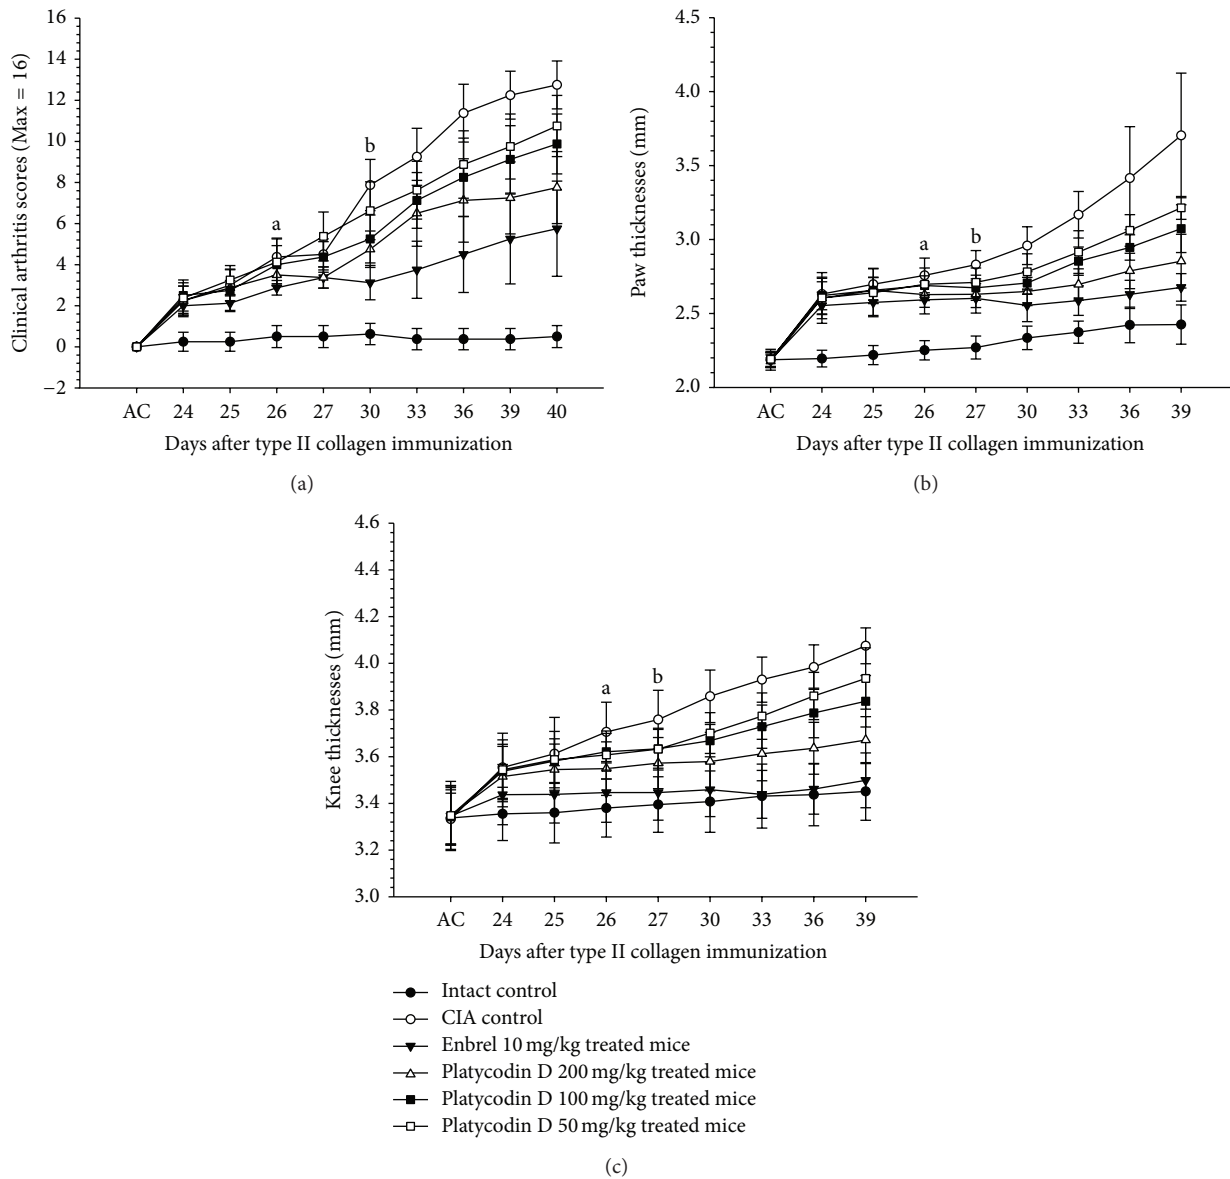 16
14
12
10
8
6
4
2
0
−2
Clinical arthritis scores (Max = 16)
a
b
AC 24 25 26 27 30 33 36 39 40
Days after type II collagen immunization
(a)
4.5
4.0
3.5
3.0
2.5
2.0
Paw thicknesses (mm)
a
b
AC 24 25 26 27 30 33 36 39
Days after type II collagen immunization
(b)
4.6
4.4
4.2
4.0
3.8
3.6
3.4
3.2
3.0
Knee thicknesses (mm)
a
b
AC 24 25 26 27 30 33 36 39
Days after type II collagen immunization
Intact control
CIA control
Enbrel 10 mg/kg treated mice
Platycodin D 200 mg/kg treated mice
Platycodin D 100 mg/kg treated mice
Platycodin D 50 mg/kg treated mice
(c)